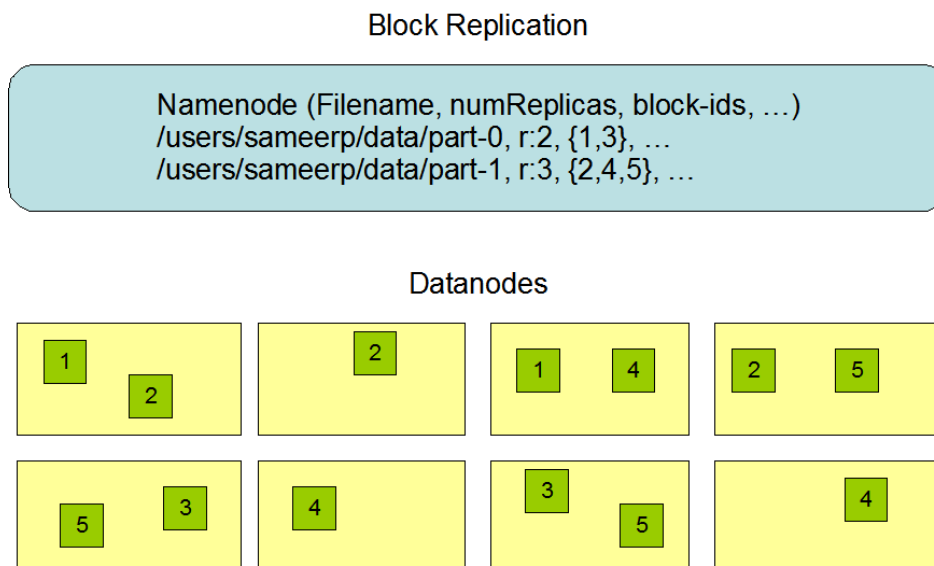 Block Replication
Namenode (Filename, numReplicas, block-ids, …)
/users/sameerp/data/part-0, r:2, {1,3}, …
/users/sameerp/data/part-1, r:3, {2,4,5}, …
Datanodes
1
2
2
1 4
2 5
5 3
4
3
5
4